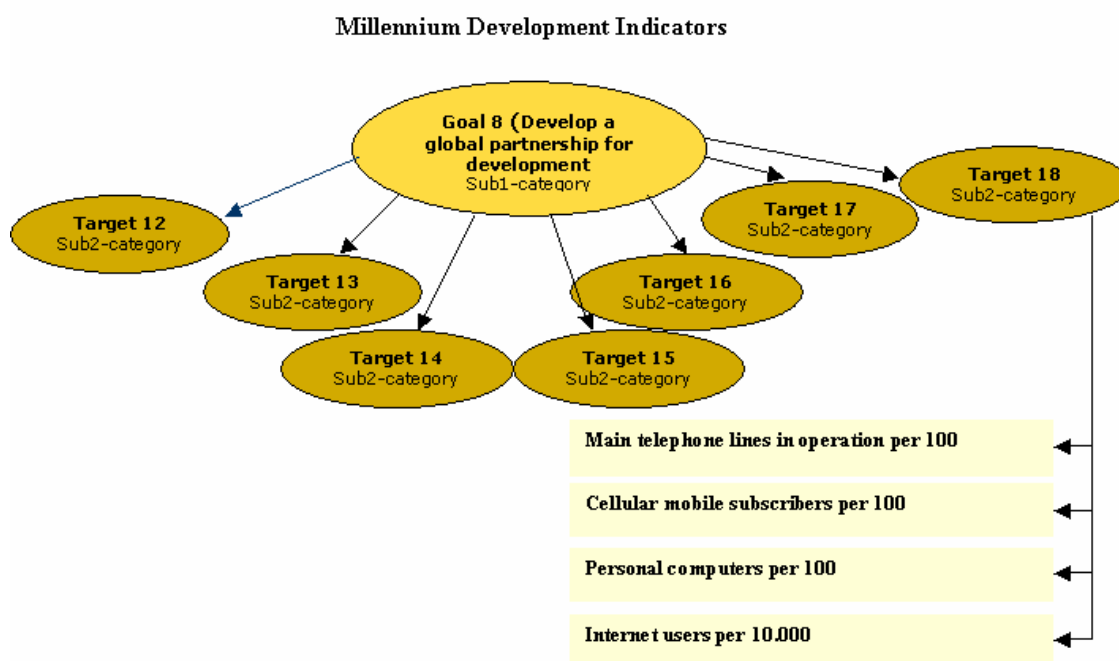 Millennium Development Indicators
Goal 8 (Develop a
global partnership for
development
Sub1-category
Target 12
Sub2-category
Target 13
Sub2-category
Target 14
Sub2-category
Target 15
Sub2-category
Target 16
Sub2-category
Target 17
Sub2-category
Target 18
Sub2-category
Main telephone lines in operation per 100
Cellular mobile subscribers per 100
Personal computers per 100
Internet users per 10.000